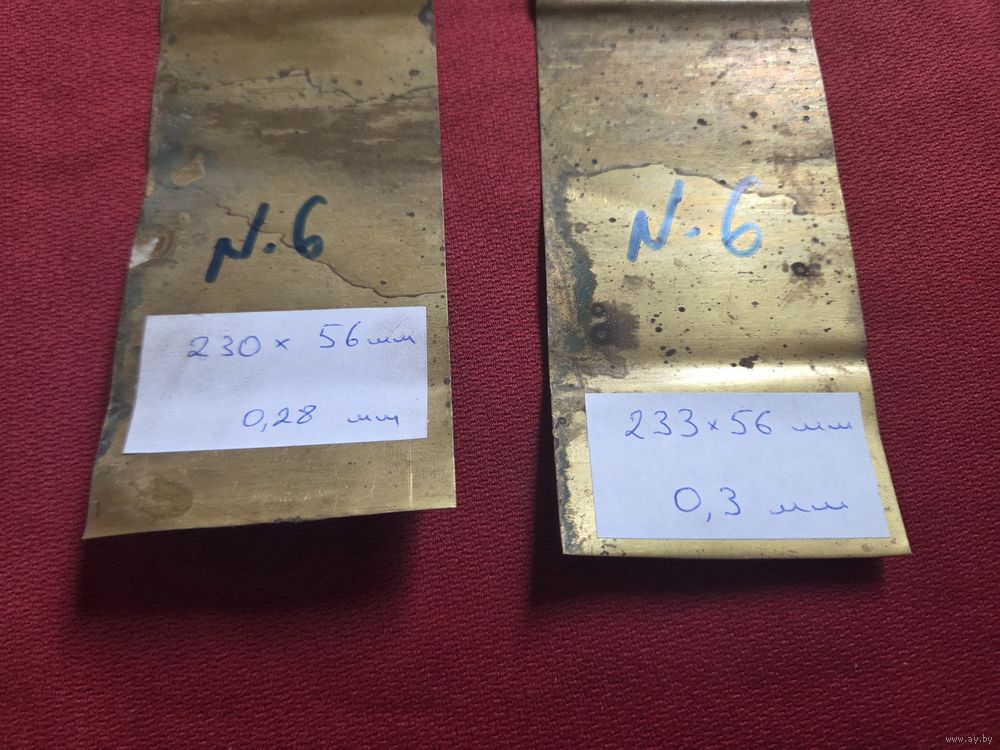 N.6
230 x 56 мм
0,28 мм
N.6
233 x 56 мм
0,3 мм
www.ay.by